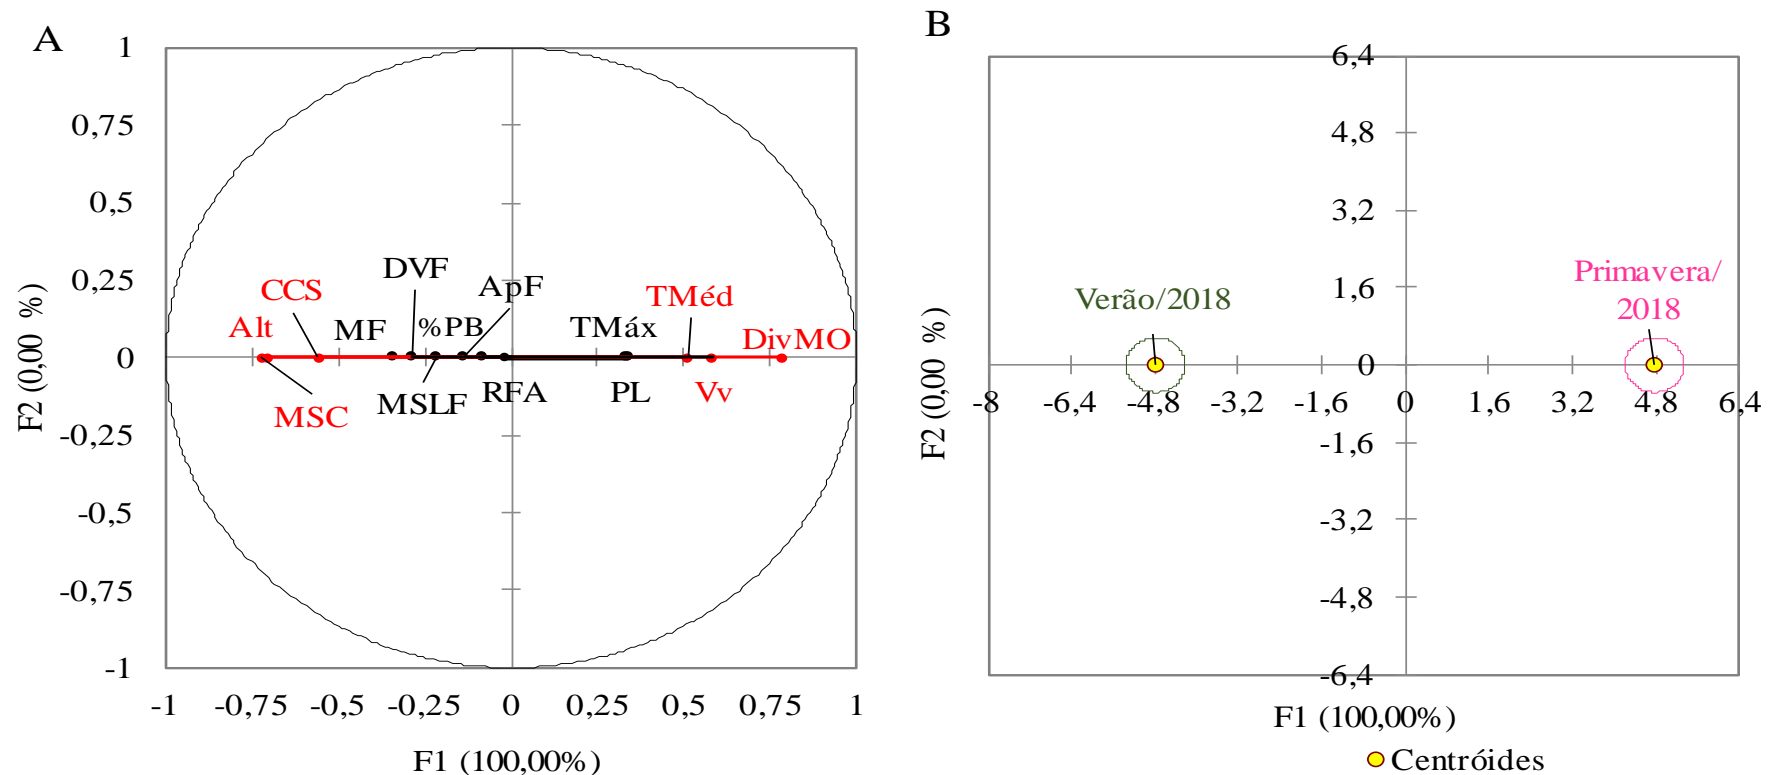 A
1
0,75
0,5
0,25
0
-0,25
-0,5
-0,75
-1
F2 (0,00 %)
DVF
ApF
CCS
TMéd
Alt
MF
%PB
TMáx
DivMO
MSC
MSLF
RFA
PL
Vv
-1 -0,75 -0,5 -0,25 0 0,25 0,5 0,75 1
F1 (100,00%)
B
6,4
4,8
3,2
1,6
0
-1,6
-3,2
-4,8
-6,4
F2 (0,00 %)
Verão/2018
Primavera/
2018
-8 -6,4 -4,8 -3,2 -1,6 0 1,6 3,2 4,8 6,4
F1 (100,00%)
Centróides